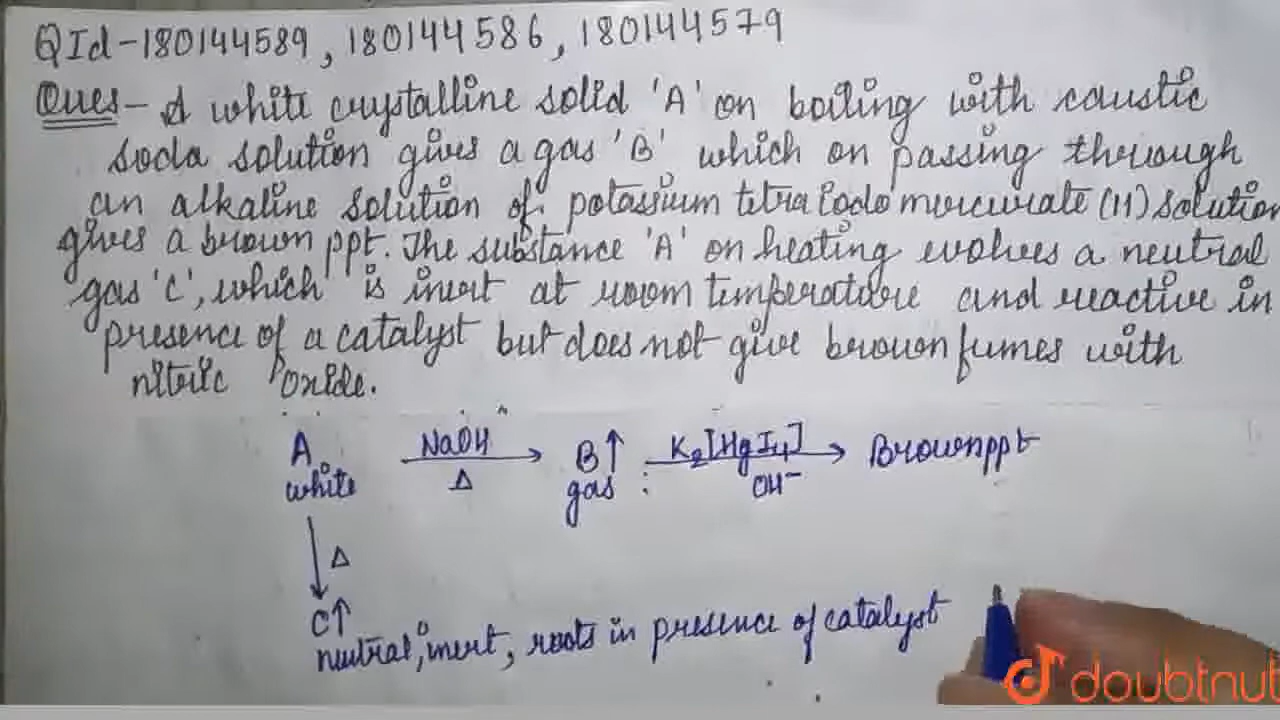 QId-180144589, 180144586, 180144579
Ques- A white crystalline solid 'A' on boiling with caustic
soda solution gives a gas 'B' which on passing through
an alkaline solution of potassium tetraiodomercurate (II) solution
gives a brown ppt. The substance 'A' on heating evolves a neutral
gas 'C', which is inert at room temperature and reactive in
presence of a catalyst but does not give brown fumes with
nitric oxide.
A NaOH B↑ K₂[HgI₄] Brown ppt
white Δ gas : OH⁻
Δ
C↑
neutral, inert, roots in presence of catalyst
doubtnut